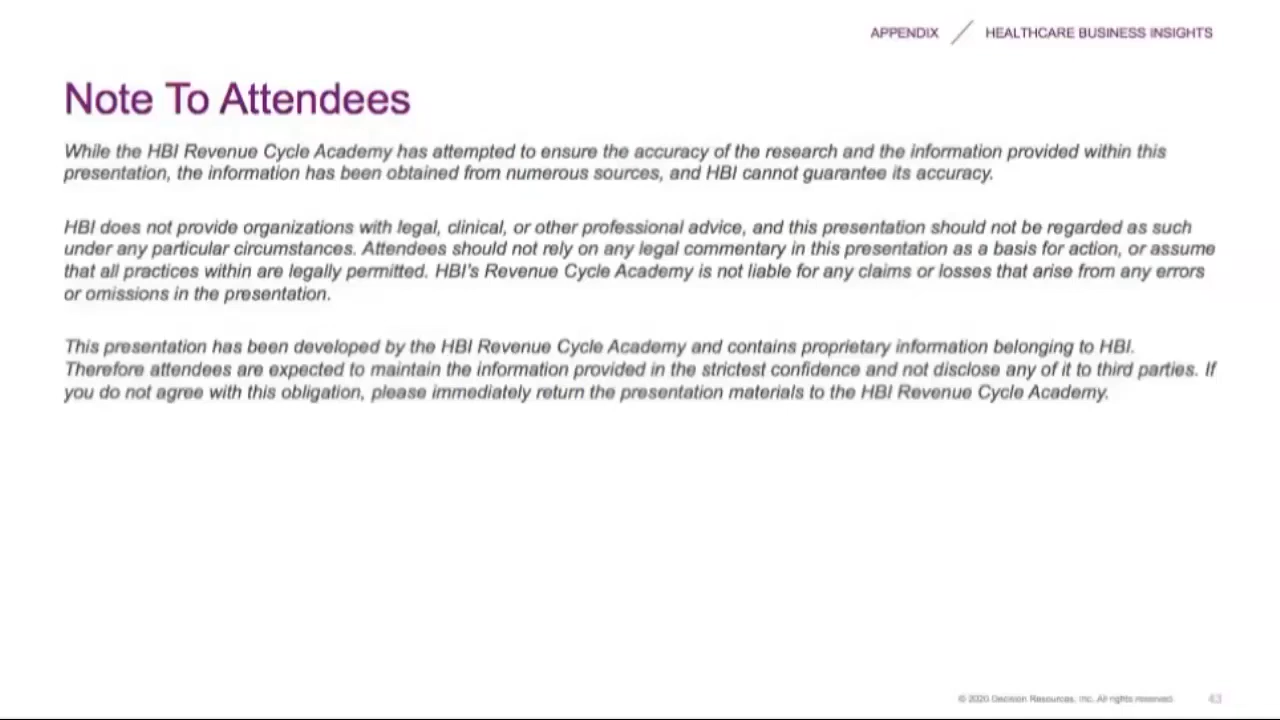 APPENDIX HEALTHCARE BUSINESS INSIGHTS
Note To Attendees
While the HBI Revenue Cycle Academy has attempted to ensure the accuracy of the research and the information provided within this
presentation, the information has been obtained from numerous sources, and HBI cannot guarantee its accuracy.
HBI does not provide organizations with legal, clinical, or other professional advice, and this presentation should not be regarded as such
under any particular circumstances. Attendees should not rely on any legal commentary in this presentation as a basis for action, or assume
that all practices within are legally permitted. HBI's Revenue Cycle Academy is not liable for any claims or losses that arise from any errors
or omissions in the presentation.
This presentation has been developed by the HBI Revenue Cycle Academy and contains proprietary information belonging to HBI.
Therefore attendees are expected to maintain the information provided in the strictest confidence and not disclose any of it to third parties. If
you do not agree with this obligation, please immediately return the presentation materials to the HBI Revenue Cycle Academy.
© 2020 Decision Resources, Inc. All rights reserved. 43